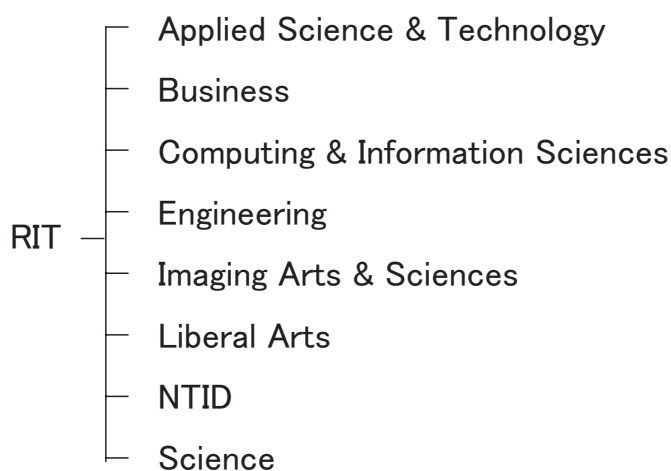 Applied Science & Technology
Business
Computing & Information Sciences
Engineering
RIT
Imaging Arts & Sciences
Liberal Arts
NTID
Science